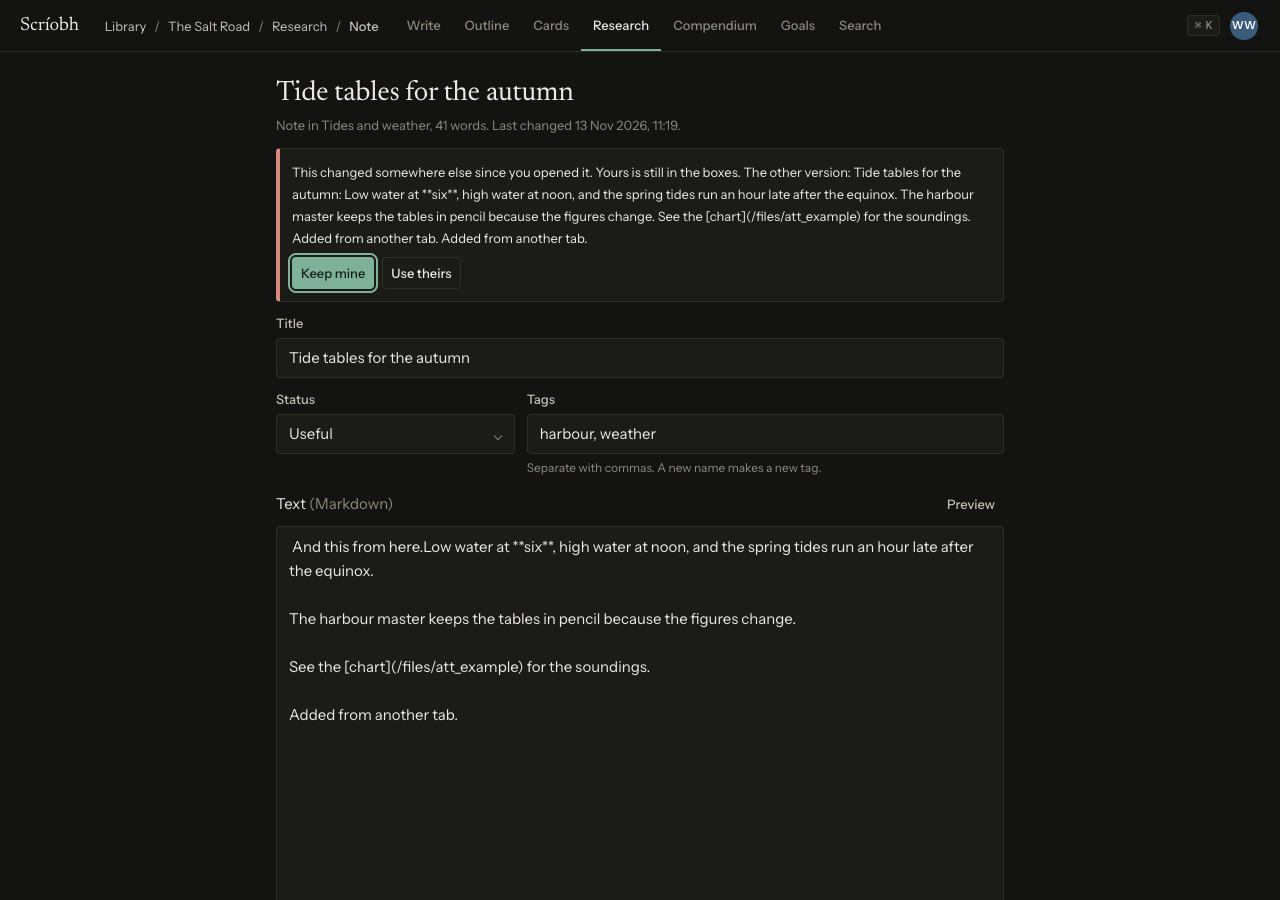 Scríobh
Library / The Salt Road / Research / Note
Write Outline Cards Research Compendium Goals Search
⌘ K
WW
Tide tables for the autumn
Note in Tides and weather, 41 words. Last changed 13 Nov 2026, 11:19.
This changed somewhere else since you opened it. Yours is still in the boxes. The other version: Tide tables for the
autumn: Low water at **six**, high water at noon, and the spring tides run an hour late after the equinox. The harbour
master keeps the tables in pencil because the figures change. See the [chart](/files/att_example) for the soundings.
Added from another tab. Added from another tab.
Keep mine Use theirs
Title
Tide tables for the autumn
Status Tags
Useful harbour, weather
Separate with commas. A new name makes a new tag.
Text (Markdown) Preview
And this from here.Low water at **six**, high water at noon, and the spring tides run an hour late after
the equinox.
The harbour master keeps the tables in pencil because the figures change.
See the [chart](/files/att_example) for the soundings.
Added from another tab.